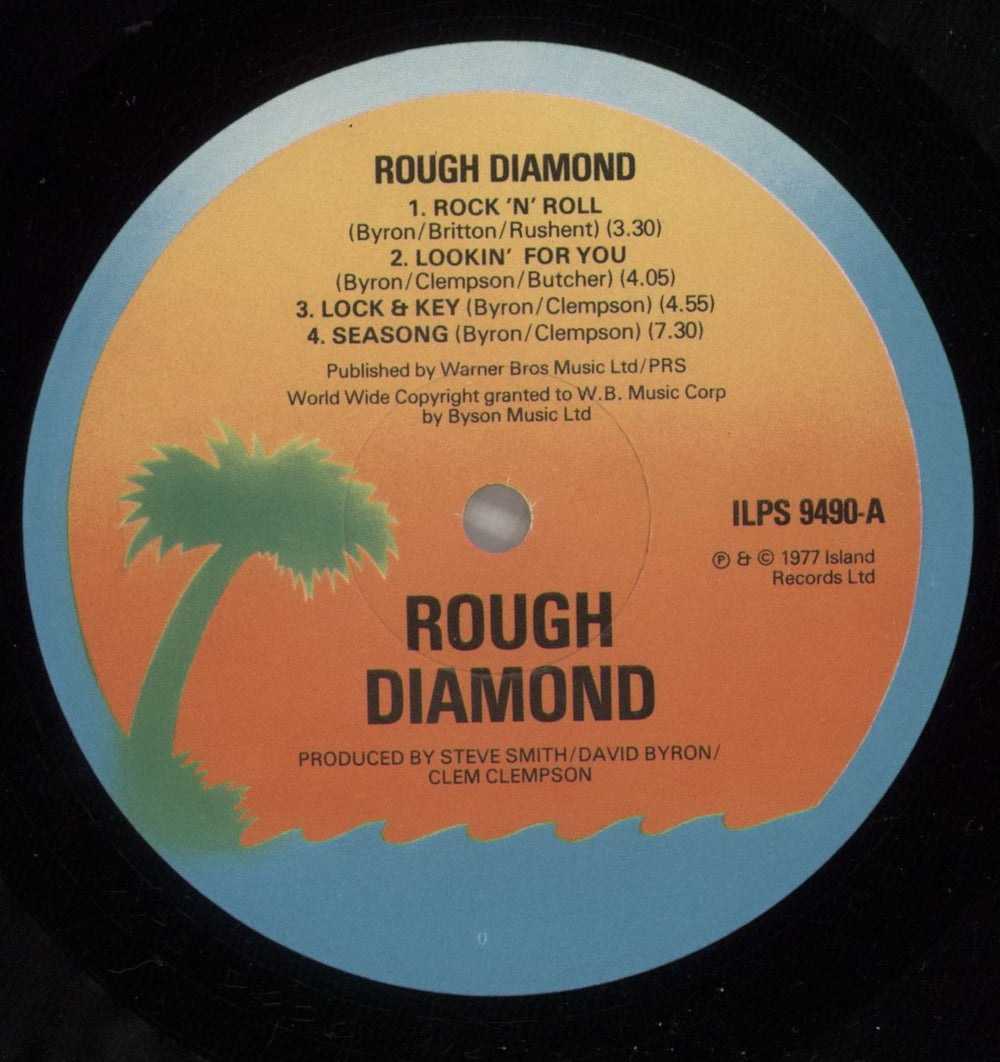 ROUGH DIAMOND
1. ROCK 'N' ROLL
(Byron/Britton/Rushent) (3.30)
2. LOOKIN' FOR YOU
(Byron/Clempson/Butcher) (4.05)
3. LOCK & KEY (Byron/Clempson) (4.55)
4. SEASONG (Byron/Clempson) (7.30)
Published by Warner Bros Music Ltd/PRS
World Wide Copyright granted to W.B. Music Corp
by Byson Music Ltd
ILPS 9490-A
Ⓟ & © 1977 Island
Records Ltd
ROUGH
DIAMOND
PRODUCED BY STEVE SMITH/DAVID BYRON/
CLEM CLEMPSON
0